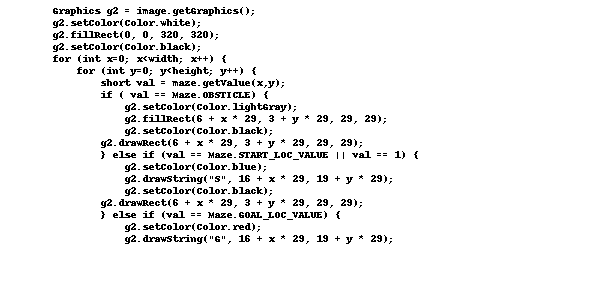 Graphics g2 = image.getGraphics();
g2.setColor(Color.white);
g2.fillRect(0, 0, 320, 320);
g2.setColor(Color.black);
for (int x=0; x<width; x++) {
for (int y=0; y<height; y++) {
short val = maze.getValue(x,y);
if ( val == Maze.OBSTICLE) {
g2.setColor(Color.lightGray);
g2.fillRect(6 + x * 29, 3 + y * 29, 29, 29);
g2.setColor(Color.black);
g2.drawRect(6 + x * 29, 3 + y * 29, 29, 29);
} else if (val == Maze.START_LOC_VALUE || val == 1) {
g2.setColor(Color.blue);
g2.drawString("S", 16 + x * 29, 19 + y * 29);
g2.setColor(Color.black);
g2.drawRect(6 + x * 29, 3 + y * 29, 29, 29);
} else if (val == Maze.GOAL_LOC_VALUE) {
g2.setColor(Color.red);
g2.drawString("G", 16 + x * 29, 19 + y * 29);